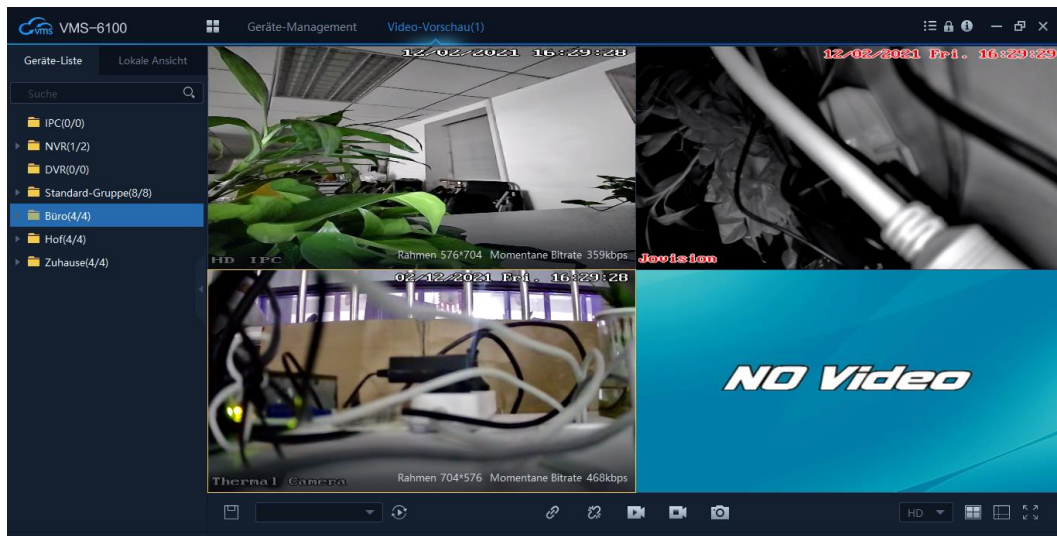 Cvms VMS-6100 Geräte-Management Video-Vorschau(1)
Geräte-Liste Lokale Ansicht
Suche
IPC(0/0)
NVR(1/2)
DVR(0/0)
Standard-Gruppe(8/8)
Büro(4/4)
Hof(4/4)
Zuhause(4/4)
12/02/2021 16:29:28
HD IPC
Rahmen 576*704 Momentane Bitrate 359kbps
12/02/2021 Fri. 16:29:29
Jovision
02/12/2021 Fri. 16:29:28
Thermal Camera
Rahmen 704*576 Momentane Bitrate 468kbps
NO Video
HD